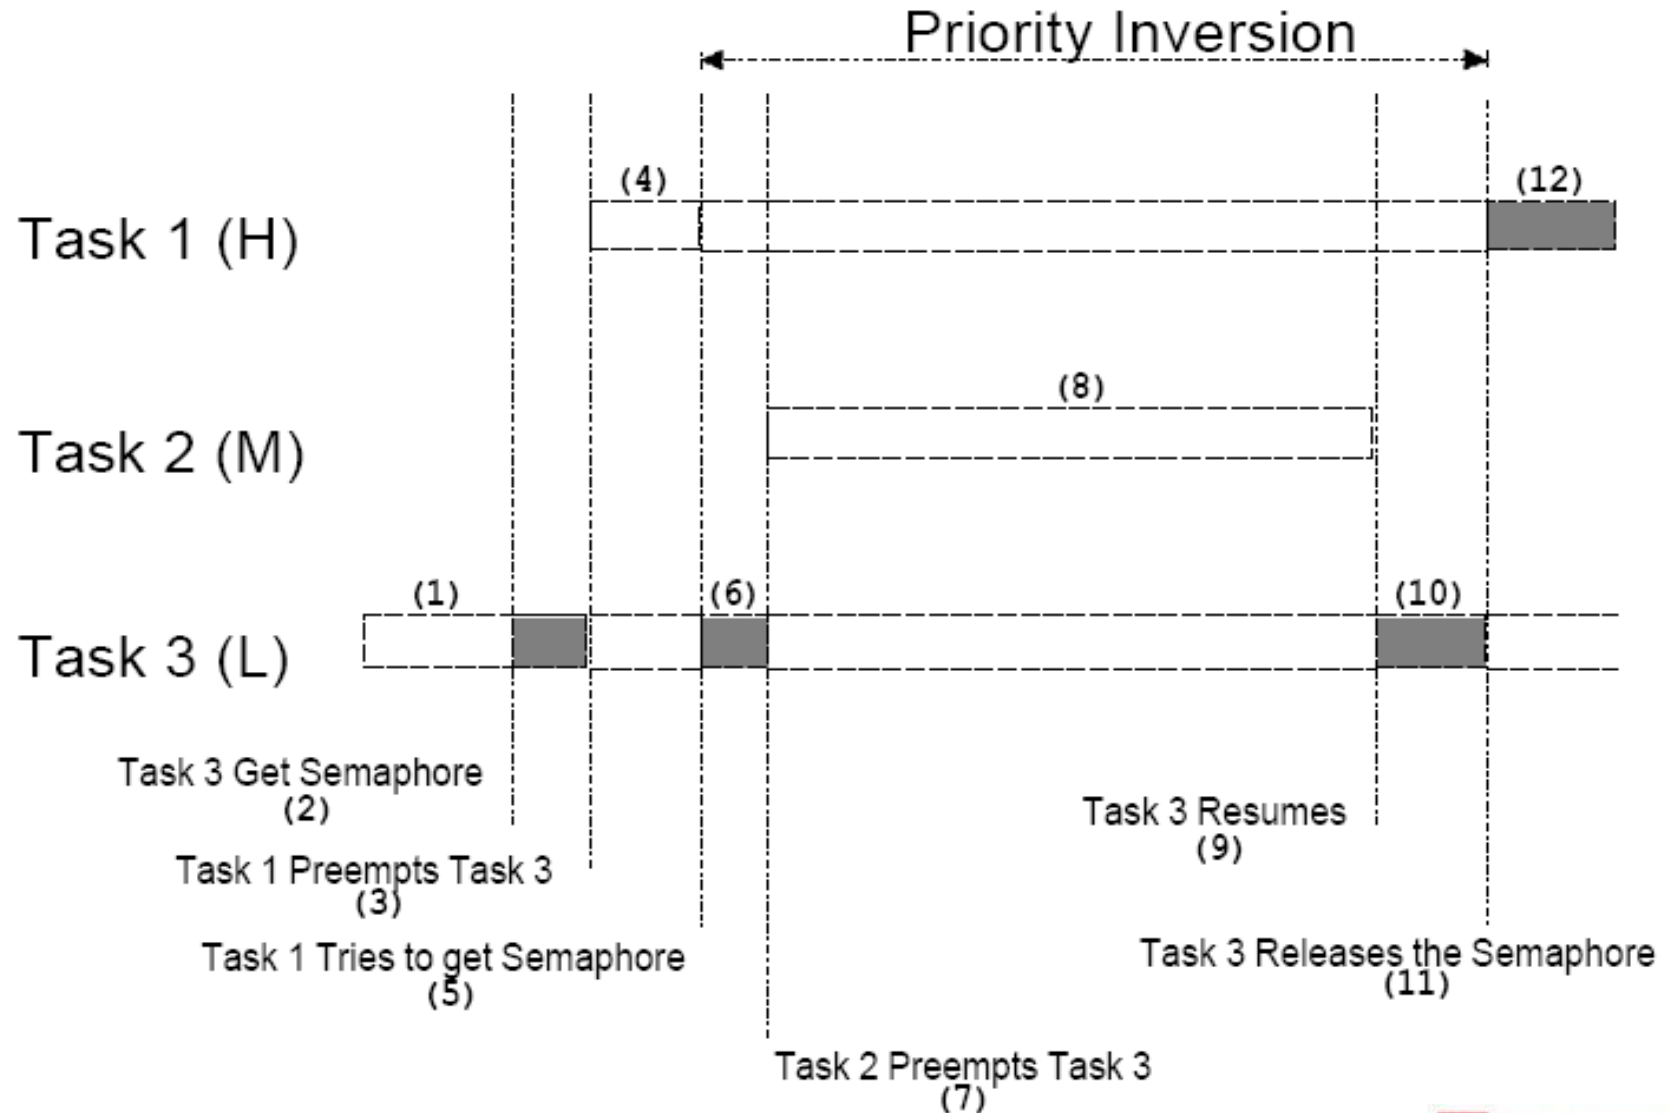 Priority Inversion
(4)
(12)
Task 1 (H)
(8)
Task 2 (M)
(1)
(6)
(10)
Task 3 (L)
Task 3 Get Semaphore
(2)
Task 3 Resumes
(9)
Task 1 Preempts Task 3
(3)
Task 1 Tries to get Semaphore
(5)
Task 3 Releases the Semaphore
(11)
Task 2 Preempts Task 3
(7)